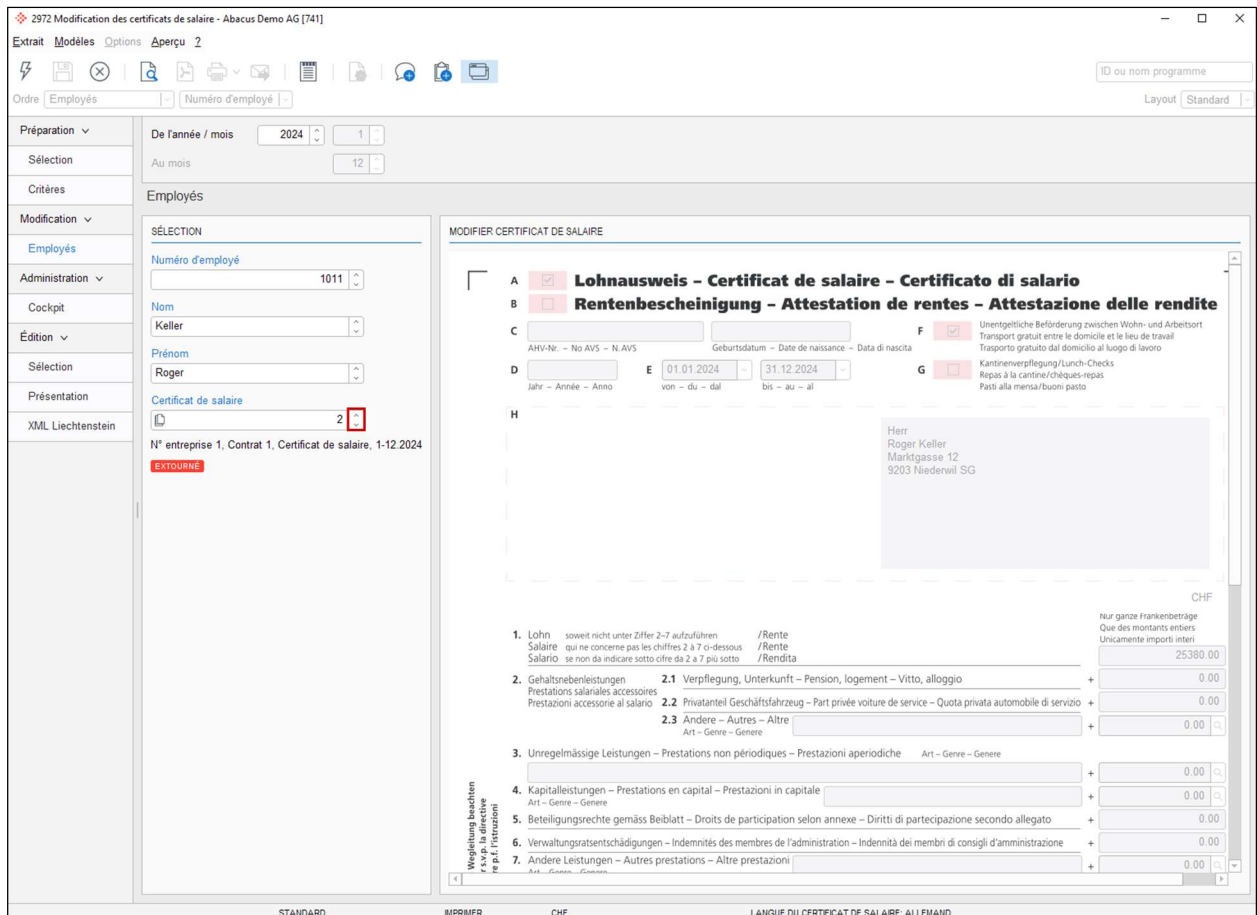 2972 Modification des certificats de salaire - Abacus Demo AG [741]
Extrait Modèles Options Aperçu ?
ID ou nom programme
Ordre Employés Numéro d'employé Layout Standard
Préparation
Sélection
Critères
Modification
Employés
Administration
Cockpit
Édition
Sélection
Présentation
XML Liechtenstein
De l'année / mois 2024 1
Au mois 12
Employés
SÉLECTION
Numéro d'employé
1011
Nom
Keller
Prénom
Roger
Certificat de salaire
2
N° entreprise 1, Contrat 1, Certificat de salaire, 1-12.2024
EXTOURNÉ
MODIFIER CERTIFICAT DE SALAIRE
A Lohnausweis – Certificat de salaire – Certificato di salario
B Rentenbescheinigung – Attestation de rentes – Attestazione delle rendite
C
AHV-Nr. – No AVS – N. AVS Geburtsdatum – Date de naissance – Data di nascita
F Unentgeltliche Beförderung zwischen Wohn- und Arbeitsort
Transport gratuit entre le domicile et le lieu de travail
Trasporto gratuito dal domicilio al luogo di lavoro
D E 01.01.2024 31.12.2024
Jahr – Année – Anno von – du – dal bis – au – al
G Kantinenverpflegung/Lunch-Checks
Repas à la cantine/chèques-repas
Pasti alla mensa/buoni pasto
H
Herr
Roger Keller
Marktgasse 12
9203 Niederwil SG
CHF
Nur ganze Frankenbeträge
Que des montants entiers
Unicamente importi interi
1. Lohn soweit nicht unter Ziffer 2–7 aufzuführen /Rente
Salaire qui ne concerne pas les chiffres 2 à 7 ci-dessous /Rente
Salario se non da indicare sotto cifre da 2 a 7 più sotto /Rendita
25380.00
2. Gehaltsnebenleistungen 2.1 Verpflegung, Unterkunft – Pension, logement – Vitto, alloggio + 0.00
Prestations salariales accessoires
Prestazioni accessorie al salario 2.2 Privatanteil Geschäftsfahrzeug – Part privée voiture de service – Quota privata automobile di servizio + 0.00
2.3 Andere – Autres – Altre + 0.00
Art – Genre – Genere
3. Unregelmässige Leistungen – Prestations non périodiques – Prestazioni aperiodiche Art – Genre – Genere
+ 0.00
4. Kapitalleistungen – Prestations en capital – Prestazioni in capitale + 0.00
Art – Genre – Genere
5. Beteiligungsrechte gemäss Beiblatt – Droits de participation selon annexe – Diritti di partecipazione secondo allegato + 0.00
6. Verwaltungsratsentschädigungen – Indemnités des membres de l'administration – Indennità dei membri di consigli d'amministrazione + 0.00
7. Andere Leistungen – Autres prestations – Altre prestazioni + 0.00
Art – Genre – Genere
Wegleitung beachten
r s.v.p. la directive
re p.f. l'istruzioni
STANDARD IMPRIMER CHF LANGUE DU CERTIFICAT DE SALAIRE: ALLEMAND